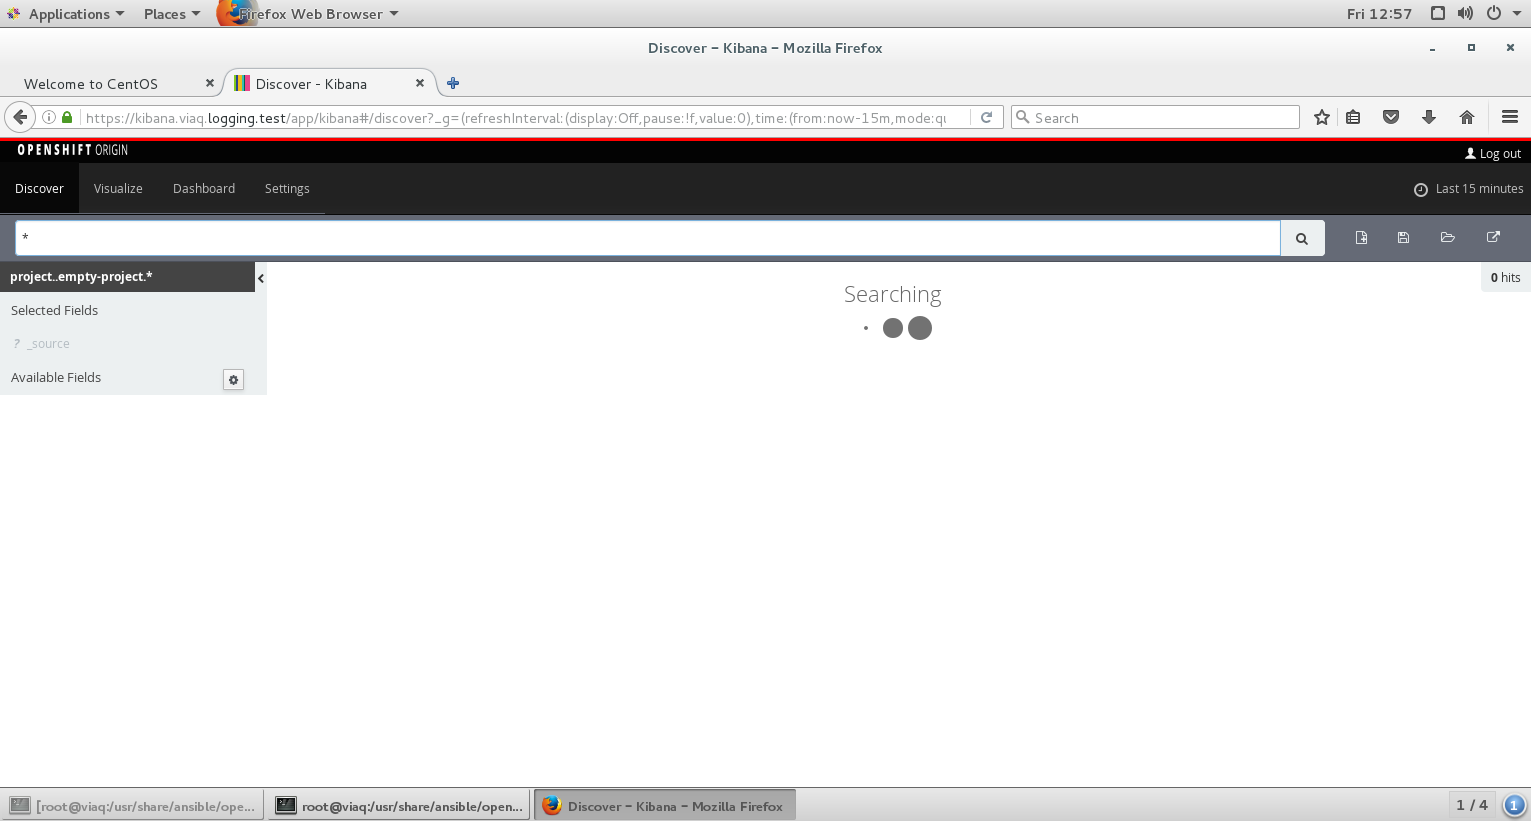 Applications Places Firefox Web Browser Fri 12:57
Discover - Kibana - Mozilla Firefox
Welcome to CentOS Discover - Kibana
https://kibana.viaq.logging.test/app/kibana#/discover?_g=(refreshInterval:(display:Off,pause:!f,value:0),time:(from:now-15m,mode:qu Search
OPENSHIFT ORIGIN Log out
Discover Visualize Dashboard Settings Last 15 minutes
*
project..empty-project.* 0 hits
Searching
Selected Fields
? _source
Available Fields
[root@viaq:/usr/share/ansible/ope... root@viaq:/usr/share/ansible/open... Discover - Kibana - Mozilla Firefox 1 / 4 1